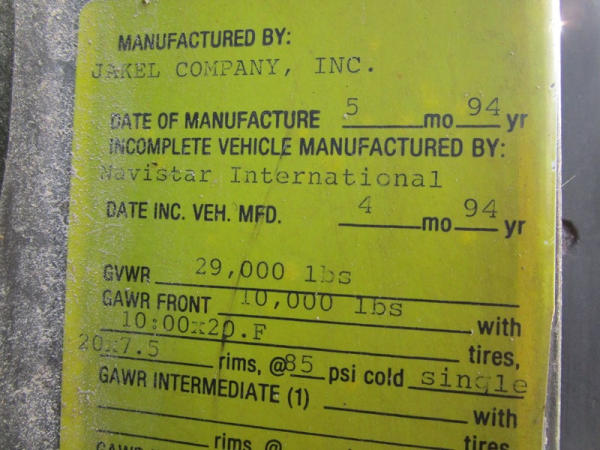 MANUFACTURED BY:
JAKEL COMPANY, INC.
DATE OF MANUFACTURE 5 mo 94 yr
INCOMPLETE VEHICLE MANUFACTURED BY:
Navistar International
DATE INC. VEH. MFD. 4 mo 94 yr
GVWR 29,000 lbs
GAWR FRONT 10,000 lbs with
10:00x20.F tires,
20x7.5 rims, @85 psi cold single
GAWR INTERMEDIATE (1) with
rims @ tires
GAWR